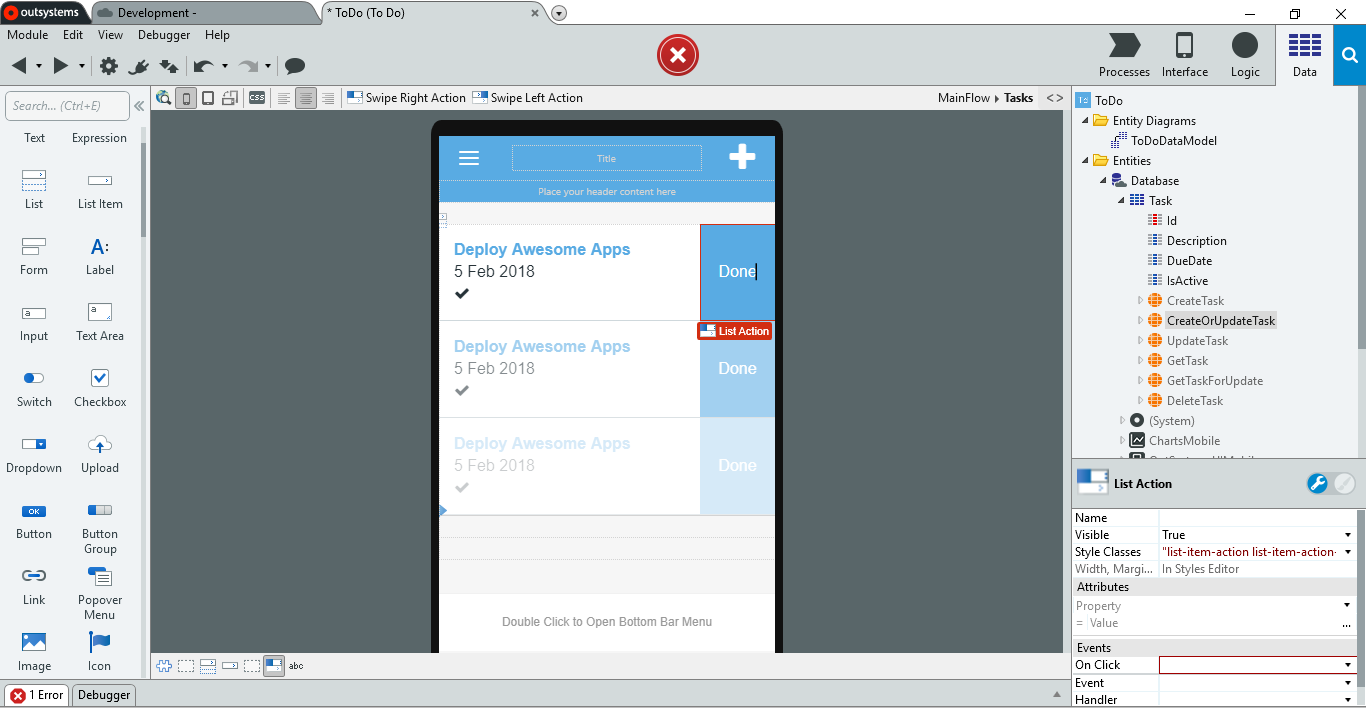 outsystems
Development -
* ToDo (To Do)
Module Edit View Debugger Help
Processes Interface Logic Data
Search... (Ctrl+E)
CSS
Swipe Right Action
Swipe Left Action
MainFlow
Tasks
Text
Expression
List
List Item
Form
A:
Label
a
Input
a
Text Area
Switch
Checkbox
Dropdown
Upload
OK
Button
Button
Group
Link
Popover
Menu
Image
Icon
Title
Place your header content here
Deploy Awesome Apps
5 Feb 2018
Done
List Action
Deploy Awesome Apps
5 Feb 2018
Done
Deploy Awesome Apps
5 Feb 2018
Done
Double Click to Open Bottom Bar Menu
abc
To
ToDo
Entity Diagrams
ToDoDataModel
Entities
Database
Task
Id
Description
DueDate
IsActive
CreateTask
CreateOrUpdateTask
UpdateTask
GetTask
GetTaskForUpdate
DeleteTask
(System)
ChartsMobile
List Action
Name
Visible
True
Style Classes
"list-item-action list-item-action-
Width, Margi...
In Styles Editor
Attributes
Property
= Value
...
Events
On Click
Event
Handler
1 Error
Debugger